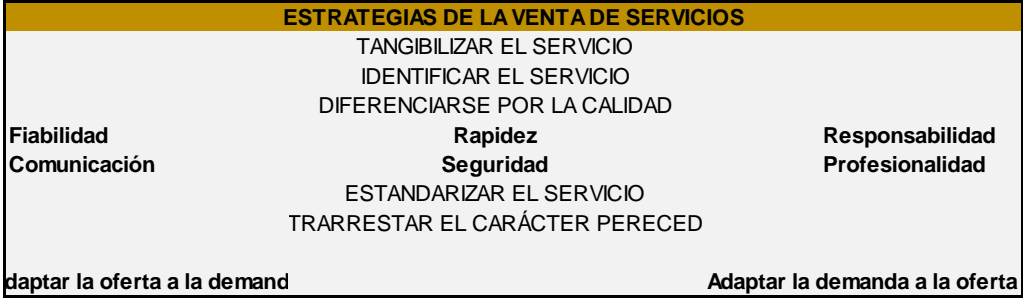 ESTRATEGIAS DE LA VENTA DE SERVICIOS
TANGIBILIZAR EL SERVICIO
IDENTIFICAR EL SERVICIO
DIFERENCIARSE POR LA CALIDAD
Fiabilidad Rapidez Responsabilidad
Comunicación Seguridad Profesionalidad
ESTANDARIZAR EL SERVICIO
TRARRESTAR EL CARÁCTER PERECED
daptar la oferta a la demand Adaptar la demanda a la oferta